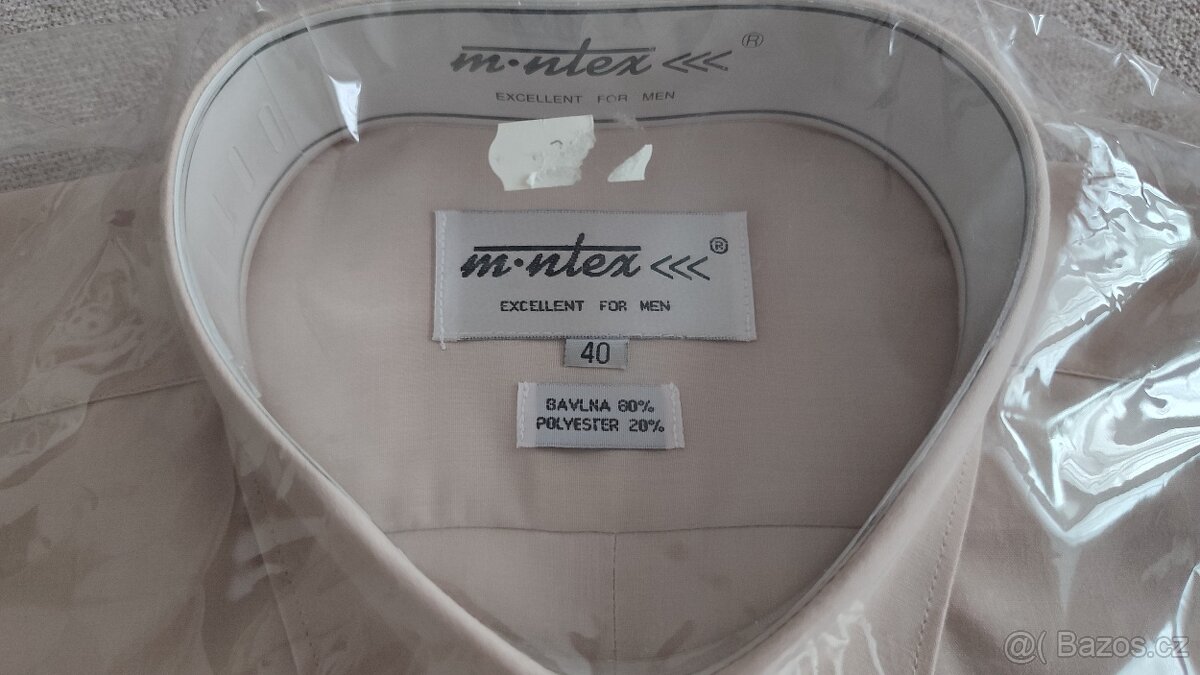 m·ntex <<< ®
EXCELLENT FOR MEN
m·ntex <<< ®
EXCELLENT FOR MEN
40
BAVLNA 80%
POLYESTER 20%
@( Bazos.cz